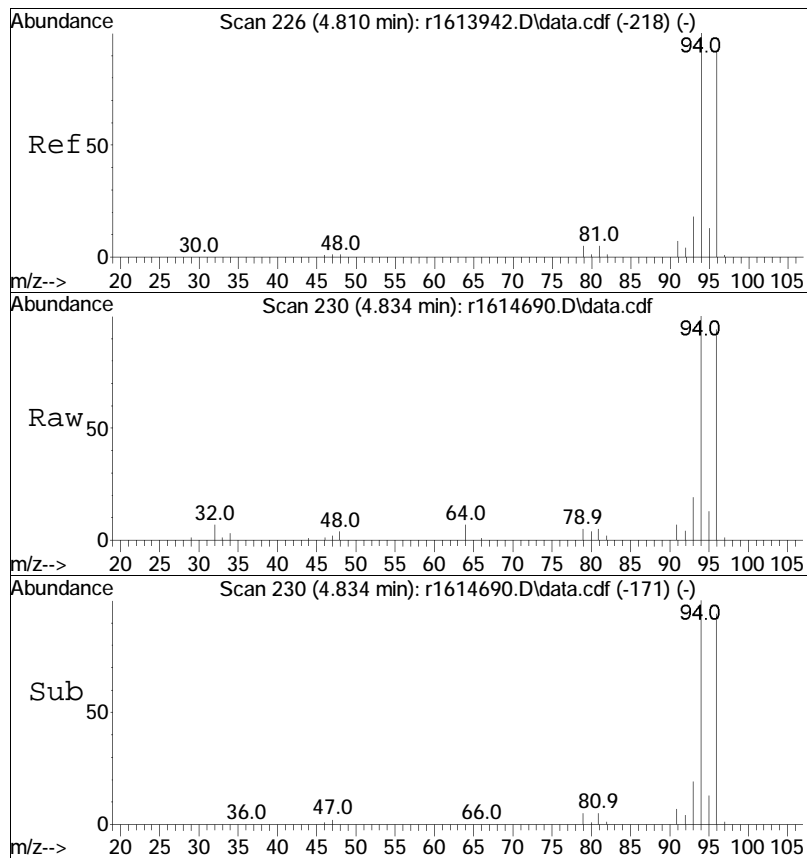 Abundance Scan 226 (4.810 min): r1613942.D\data.cdf (-218) (-)
94.0
Ref 50
81.0
30.0 48.0
0
m/z--> 20 25 30 35 40 45 50 55 60 65 70 75 80 85 90 95 100 105
Abundance Scan 230 (4.834 min): r1614690.D\data.cdf
94.0
Raw 50
32.0 48.0 64.0 78.9
0
m/z--> 20 25 30 35 40 45 50 55 60 65 70 75 80 85 90 95 100 105
Abundance Scan 230 (4.834 min): r1614690.D\data.cdf (-171) (-)
94.0
Sub 50
36.0 47.0 66.0 80.9
0
m/z--> 20 25 30 35 40 45 50 55 60 65 70 75 80 85 90 95 100 105